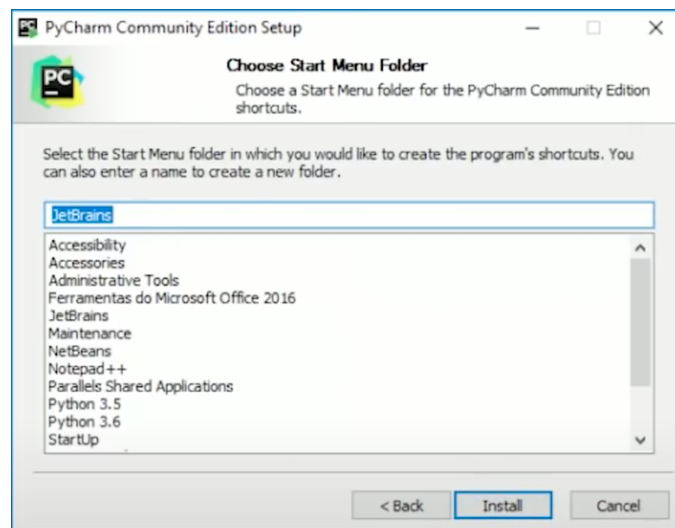 PyCharm Community Edition Setup
PC
Choose Start Menu Folder
Choose a Start Menu folder for the PyCharm Community Edition
shortcuts.
Select the Start Menu folder in which you would like to create the program's shortcuts. You
can also enter a name to create a new folder.
JetBrains
Accessibility
Accessories
Administrative Tools
Ferramentas do Microsoft Office 2016
JetBrains
Maintenance
NetBeans
Notepad++
Parallels Shared Applications
Python 3.5
Python 3.6
StartUp
< Back Install Cancel